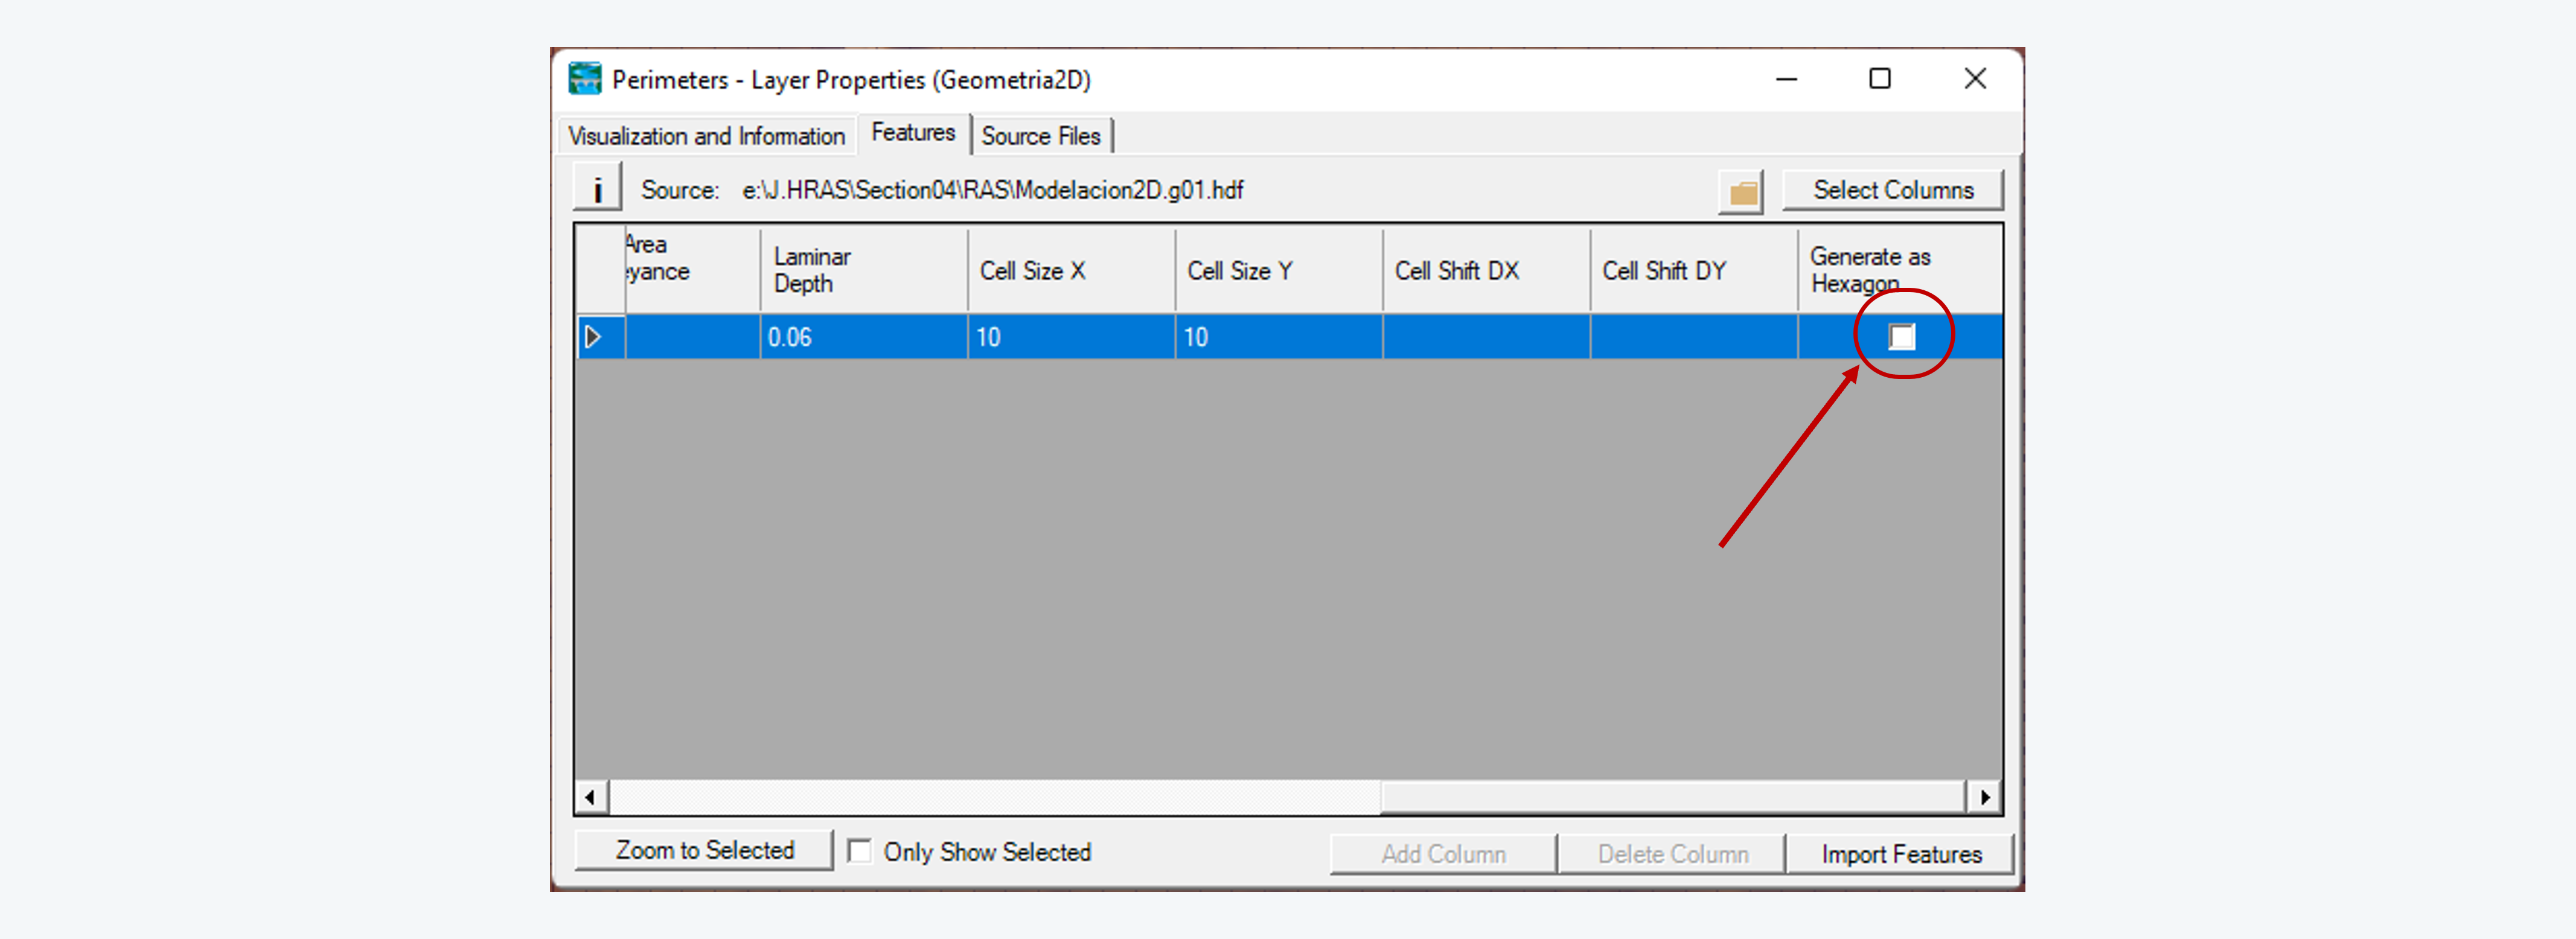 Perimeters - Layer Properties (Geometria2D)
Visualization and Information Features Source Files
i Source: e:\J.HRAS\Section04\RAS\Modelacion2D.g01.hdf Select Columns
Area
yance
Laminar
Depth
Cell Size X
Cell Size Y
Cell Shift DX
Cell Shift DY
Generate as
Hexagon
0.06 10 10
Zoom to Selected Only Show Selected Add Column Delete Column Import Features